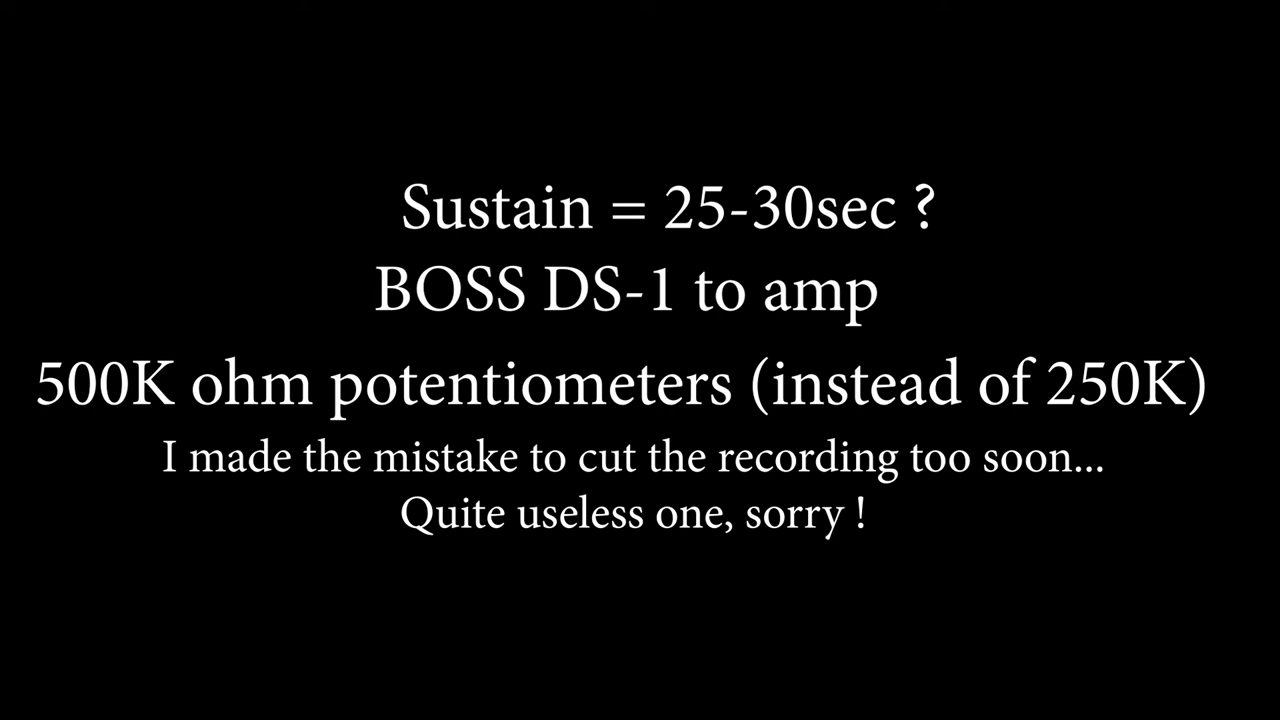 Sustain = 25-30sec ?
BOSS DS-1 to amp
500K ohm potentiometers (instead of 250K)
I made the mistake to cut the recording too soon...
Quite useless one, sorry !